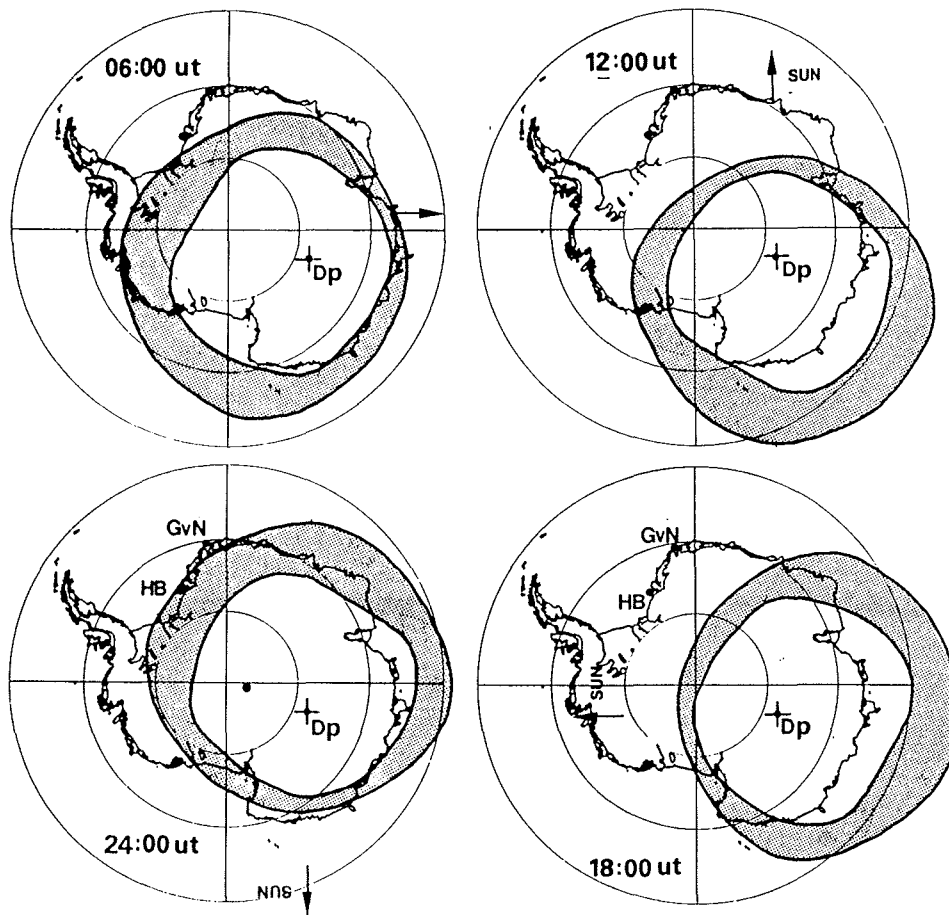 06:00 ut
Dp
12:00 ut
SUN
Dp
GvN
HB
Dp
24:00 ut
SUN
GvN
HB
SUN
Dp
18:00 ut